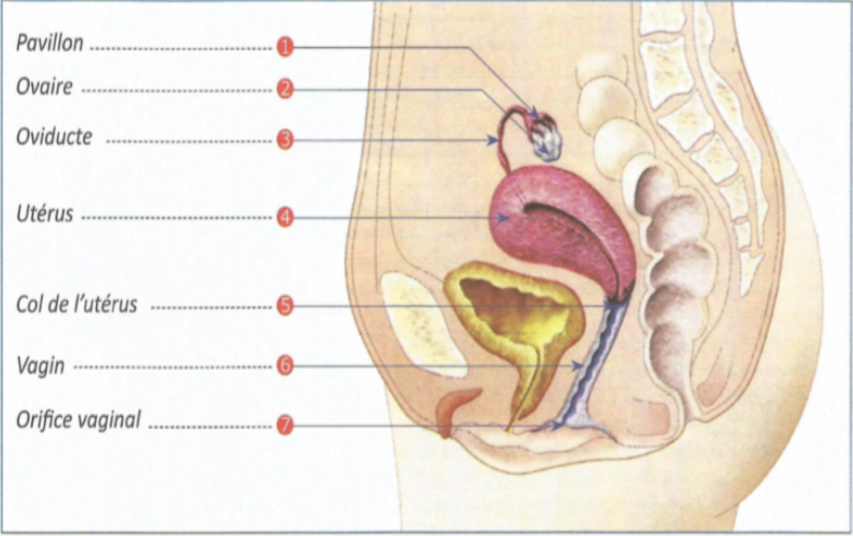 Pavillon ................................ 1
Ovaire ................................ 2
Oviducte ................................ 3
Utérus ................................ 4
Col de l'utérus ................................ 5
Vagin ................................ 6
Orifice vaginal ................................ 7